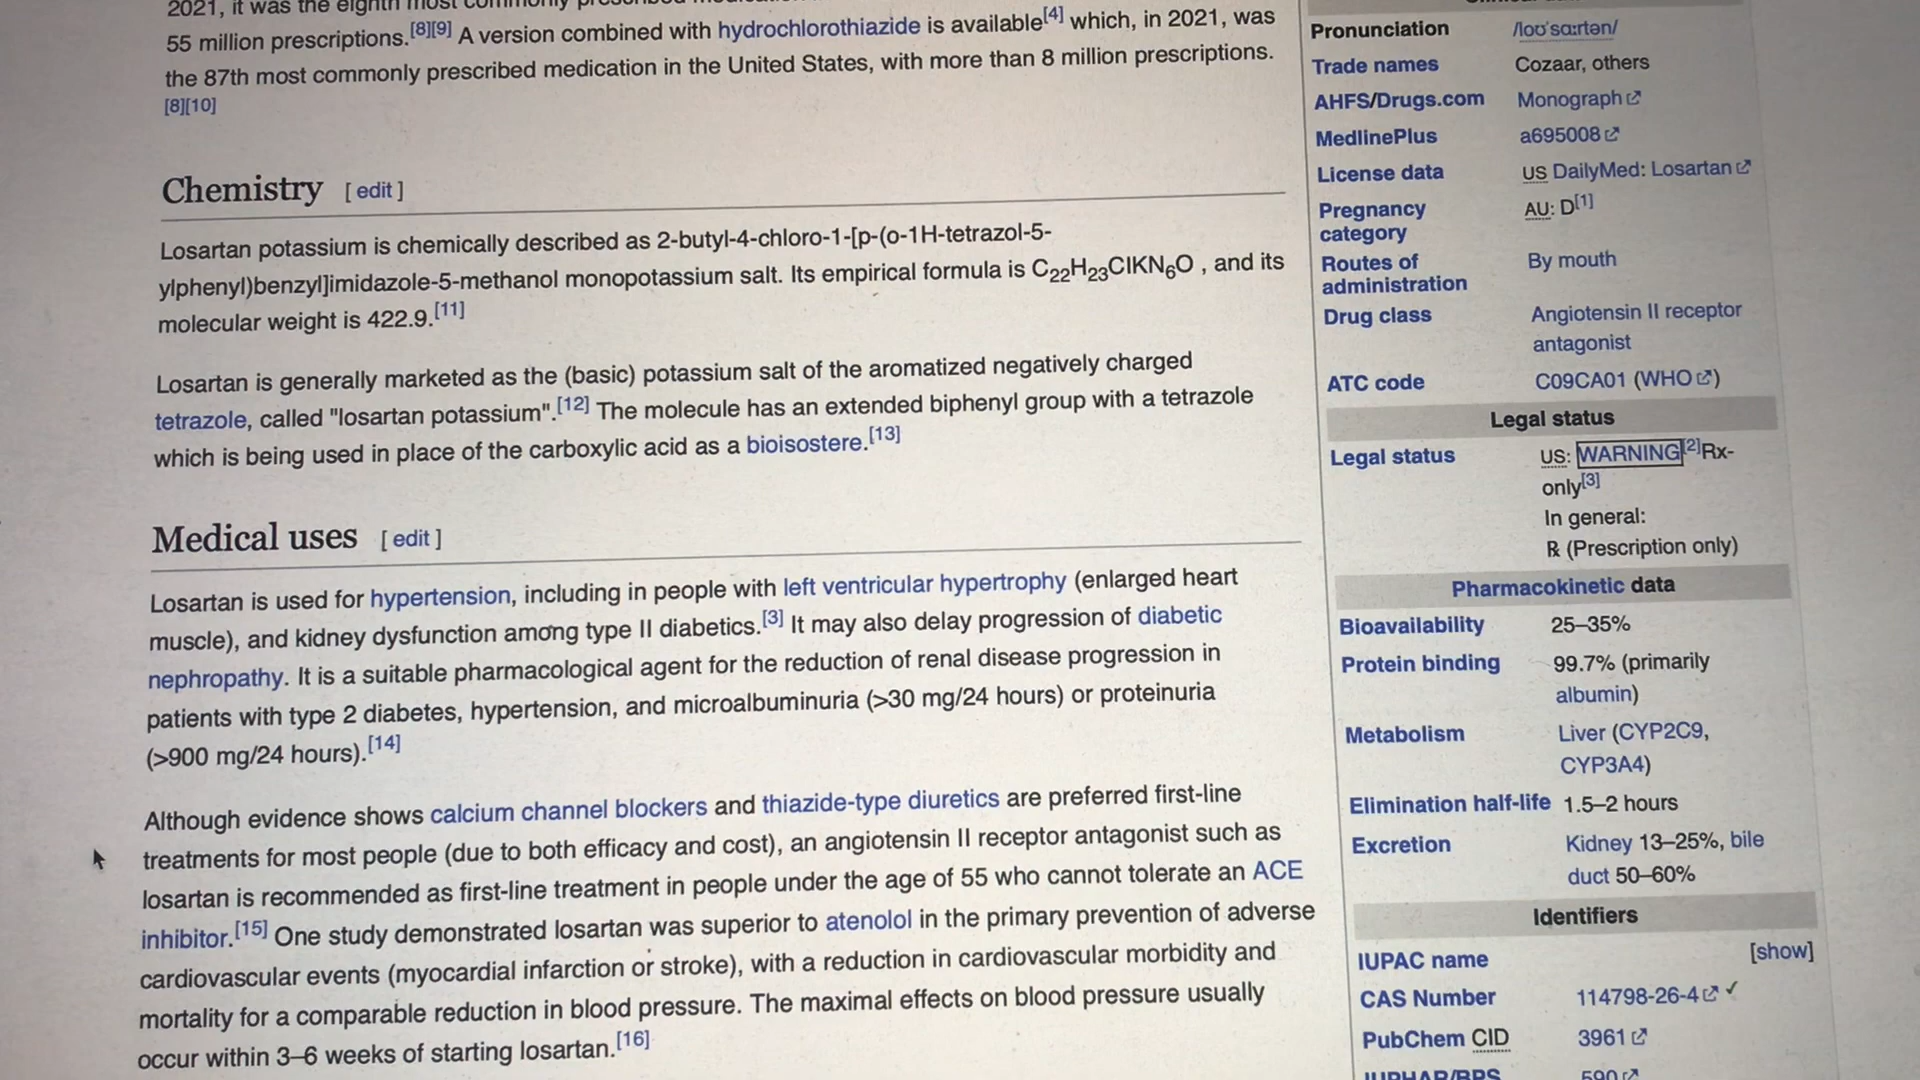 2021, it was the eighth most commonly prescribed medication
55 million prescriptions.[8][9] A version combined with hydrochlorothiazide is available[4] which, in 2021, was
the 87th most commonly prescribed medication in the United States, with more than 8 million prescriptions.
[8][10]
Chemistry [ edit ]
Losartan potassium is chemically described as 2-butyl-4-chloro-1-[p-(o-1H-tetrazol-5-
ylphenyl)benzyl]imidazole-5-methanol monopotassium salt. Its empirical formula is C22H23ClKN6O , and its
molecular weight is 422.9.[11]
Losartan is generally marketed as the (basic) potassium salt of the aromatized negatively charged
tetrazole, called "losartan potassium".[12] The molecule has an extended biphenyl group with a tetrazole
which is being used in place of the carboxylic acid as a bioisostere.[13]
Medical uses [ edit ]
Losartan is used for hypertension, including in people with left ventricular hypertrophy (enlarged heart
muscle), and kidney dysfunction among type II diabetics.[3] It may also delay progression of diabetic
nephropathy. It is a suitable pharmacological agent for the reduction of renal disease progression in
patients with type 2 diabetes, hypertension, and microalbuminuria (>30 mg/24 hours) or proteinuria
(>900 mg/24 hours).[14]
Although evidence shows calcium channel blockers and thiazide-type diuretics are preferred first-line
treatments for most people (due to both efficacy and cost), an angiotensin II receptor antagonist such as
losartan is recommended as first-line treatment in people under the age of 55 who cannot tolerate an ACE
inhibitor.[15] One study demonstrated losartan was superior to atenolol in the primary prevention of adverse
cardiovascular events (myocardial infarction or stroke), with a reduction in cardiovascular morbidity and
mortality for a comparable reduction in blood pressure. The maximal effects on blood pressure usually
occur within 3–6 weeks of starting losartan.[16]
Pronunciation /loʊˈsɑːrtən/
Trade names Cozaar, others
AHFS/Drugs.com Monograph
MedlinePlus a695008
License data US DailyMed: Losartan
Pregnancy AU: D[1]
category
Routes of By mouth
administration
Drug class Angiotensin II receptor
antagonist
ATC code C09CA01 (WHO)
Legal status
Legal status US: WARNING[2]Rx-
only[3]
In general:
℞ (Prescription only)
Pharmacokinetic data
Bioavailability 25–35%
Protein binding 99.7% (primarily
albumin)
Metabolism Liver (CYP2C9,
CYP3A4)
Elimination half-life 1.5–2 hours
Excretion Kidney 13–25%, bile
duct 50–60%
Identifiers
IUPAC name [show]
CAS Number 114798-26-4 ✓
PubChem CID 3961
IUPHAR/BPS 590